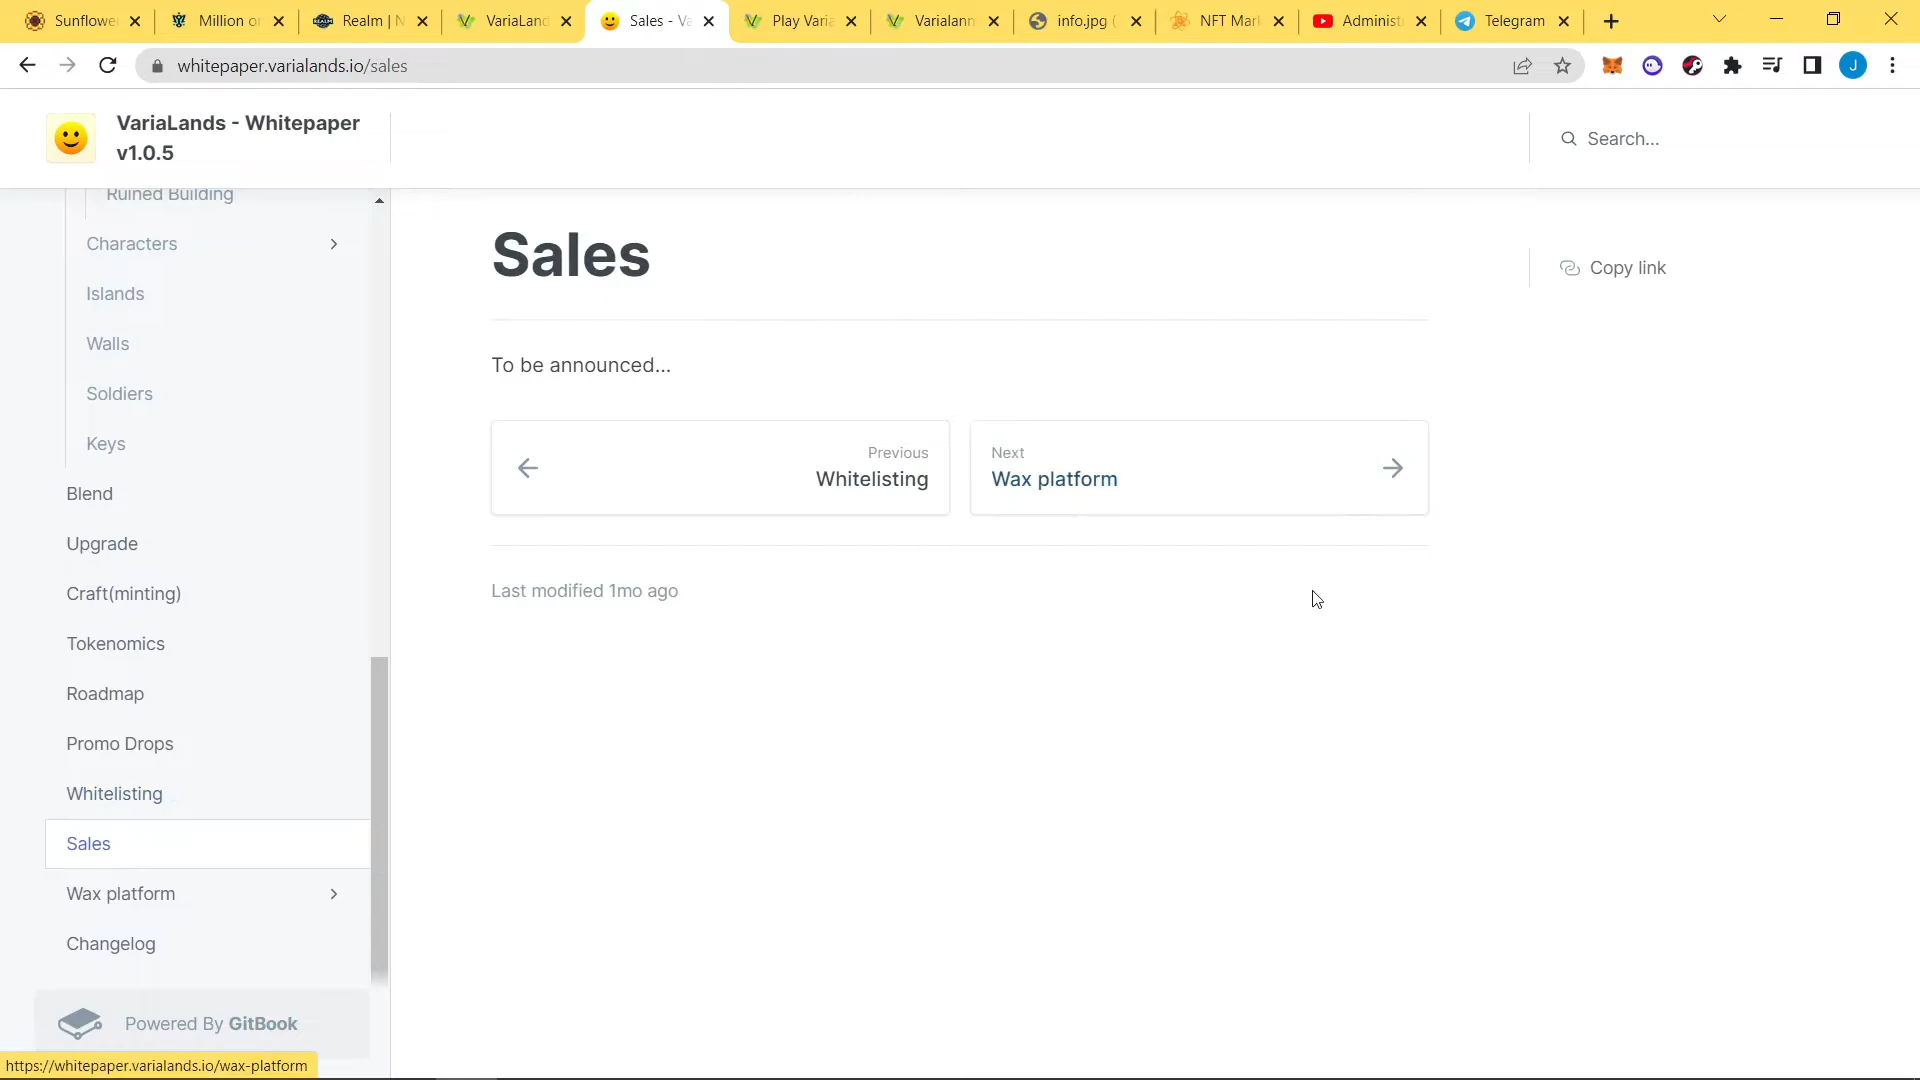 Sunflower
Million or
Realm | N
VariaLand
Sales - Va
Play Varia
Varialann
info.jpg (
NFT Mark
Administ
Telegram
whitepaper.varialands.io/sales
J
VariaLands - Whitepaper
v1.0.5
Search...
Ruined Building
Characters
Islands
Walls
Soldiers
Keys
Blend
Upgrade
Craft(minting)
Tokenomics
Roadmap
Promo Drops
Whitelisting
Sales
Wax platform
Changelog
Powered By GitBook
https://whitepaper.varialands.io/wax-platform
Sales
Copy link
To be announced...
Previous
Whitelisting
Next
Wax platform
Last modified 1mo ago